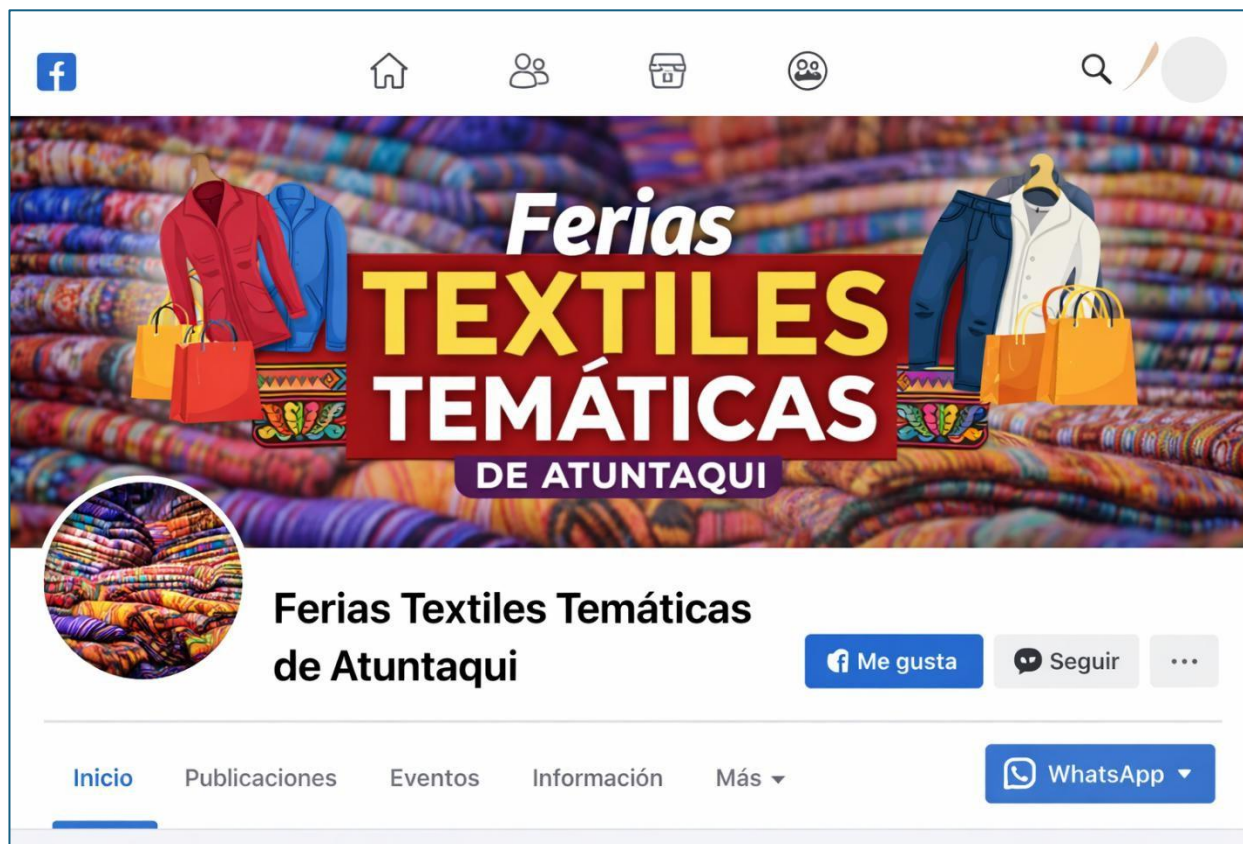 Ferias
TEXTILES
TEMÁTICAS
DE ATUNTAQUI
Ferias Textiles Temáticas
de Atuntaqui
Me gusta
Seguir
Inicio
Publicaciones
Eventos
Información
Más
WhatsApp